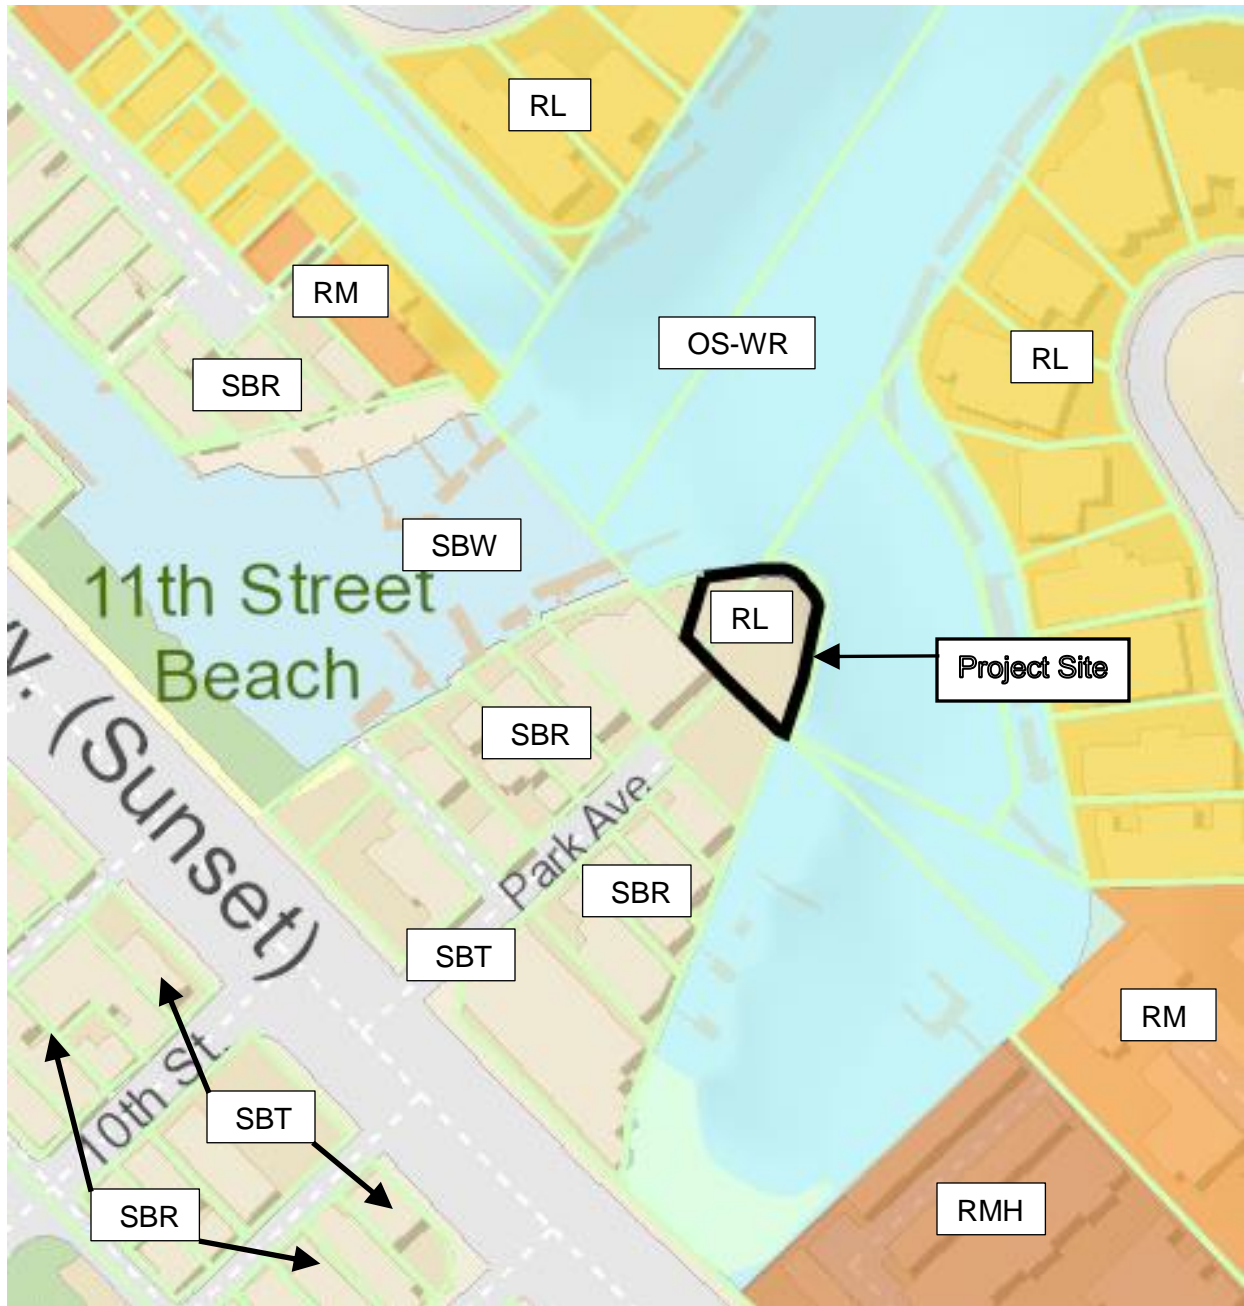 RL
RM
OS-WR
RL
SBR
SBW
11th Street
Beach
RL
Project Site
SBR
y. (Sunset)
Park Ave
SBR
SBT
RM
10th St.
SBT
SBR
RMH